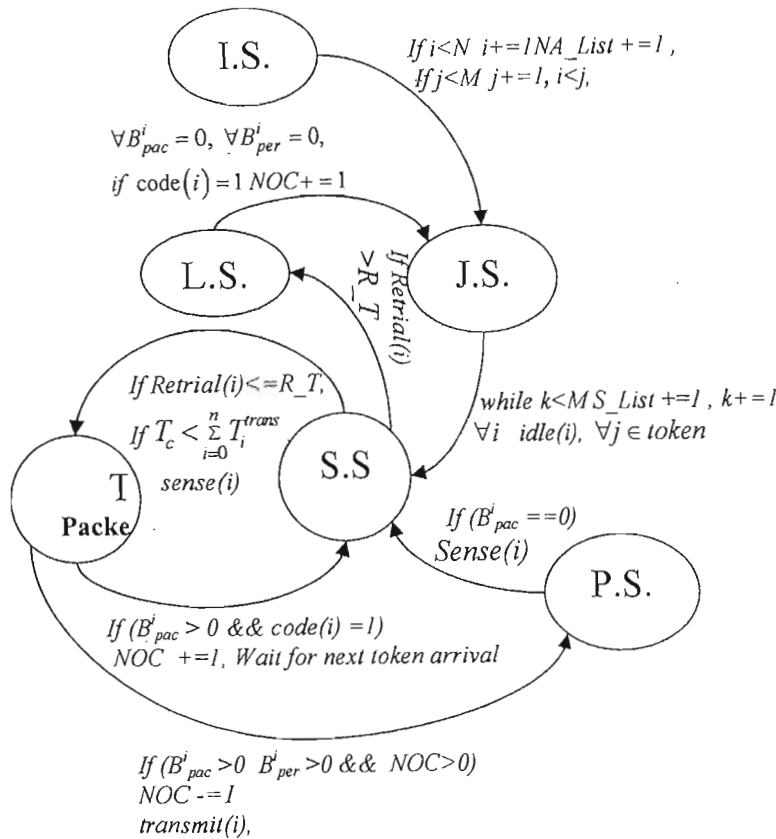 I.S.
If i<N i+=1NA_List +=1 ,
If j<M j+=1, i<j,
∀B^i_pac = 0, ∀B^i_per = 0,
if code(i) = 1 NOC+ = 1
L.S.
If Retrial(i)
>R_T
J.S.
If Retrial(i)<=R_T,
If T_c < Σ_{i=0}^{n} T_i^{trans}
sense(i)
while k<M S_List +=1 , k+=1
∀i idle(i), ∀j ∈ token
T
Packe
S.S
If (B^i_pac ==0)
Sense(i)
P.S.
If (B^i_pac > 0 && code(i) =1)
NOC +=1, Wait for next token arrival
If (B^i_pac>0 B^i_per>0 && NOC>0)
NOC -=1
transmit(i),